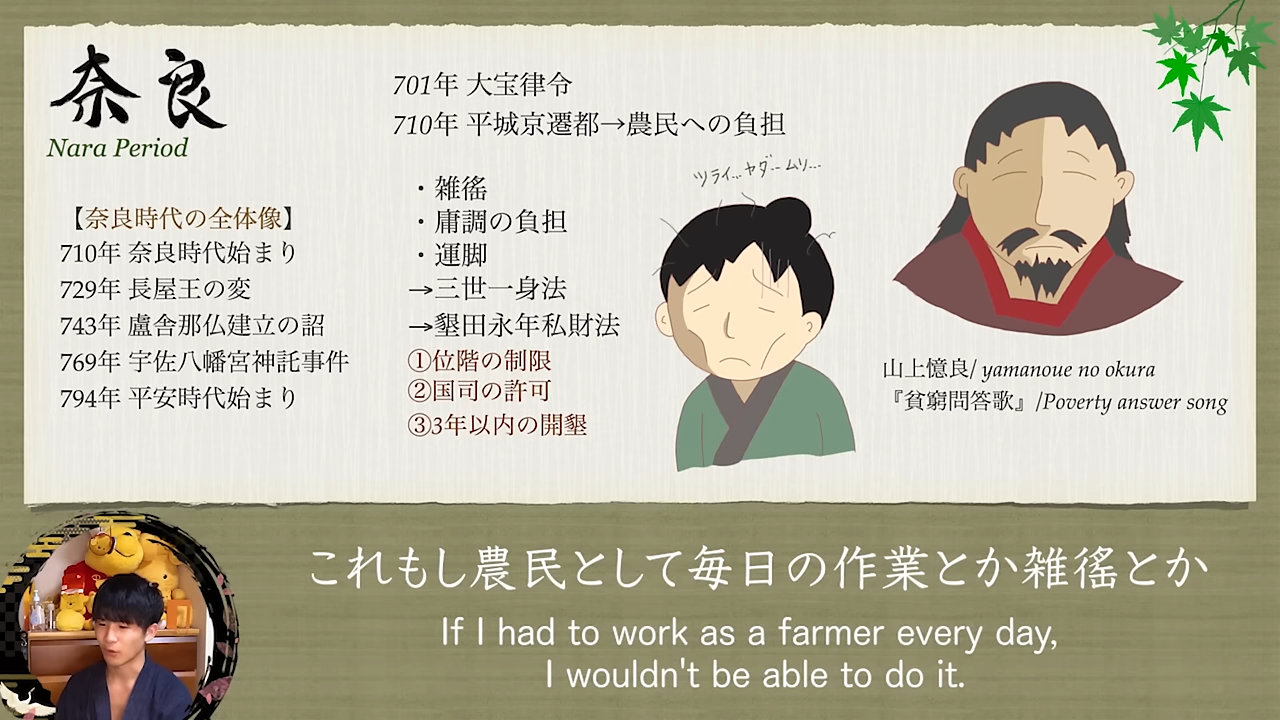 奈良
Nara Period
【奈良時代の全体像】
710年 奈良時代始まり
729年 長屋王の変
743年 盧舎那仏建立の詔
769年 宇佐八幡宮神託事件
794年 平安時代始まり
701年 大宝律令
710年 平城京遷都→農民への負担
・雑徭
・庸調の負担
・運脚
→三世一身法
→墾田永年私財法
①位階の制限
②国司の許可
③3年以内の開墾
ツライ...ヤダ...ムリ...
山上憶良/ yamanoue no okura
『貧窮問答歌』/Poverty answer song
これもし農民として毎日の作業とか雑徭とか
If I had to work as a farmer every day,
I wouldn't be able to do it.